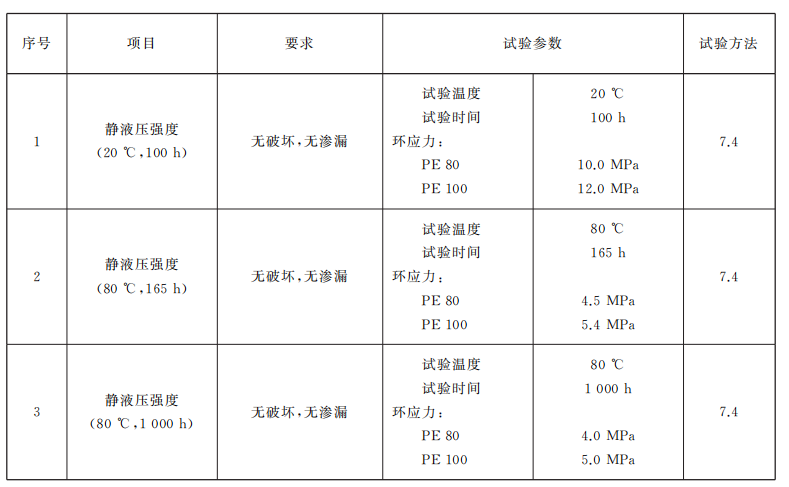 序号 项目 要求 试验参数 试验方法
1
静液压强度
(20 ℃,100 h)
无破坏,无渗漏
试验温度 20 ℃
试验时间 100 h
环应力:
PE 80 10.0 MPa
PE 100 12.0 MPa
7.4
2
静液压强度
(80 ℃,165 h)
无破坏,无渗漏
试验温度 80 ℃
试验时间 165 h
环应力:
PE 80 4.5 MPa
PE 100 5.4 MPa
7.4
3
静液压强度
(80 ℃,1 000 h)
无破坏,无渗漏
试验温度 80 ℃
试验时间 1 000 h
环应力:
PE 80 4.0 MPa
PE 100 5.0 MPa
7.4